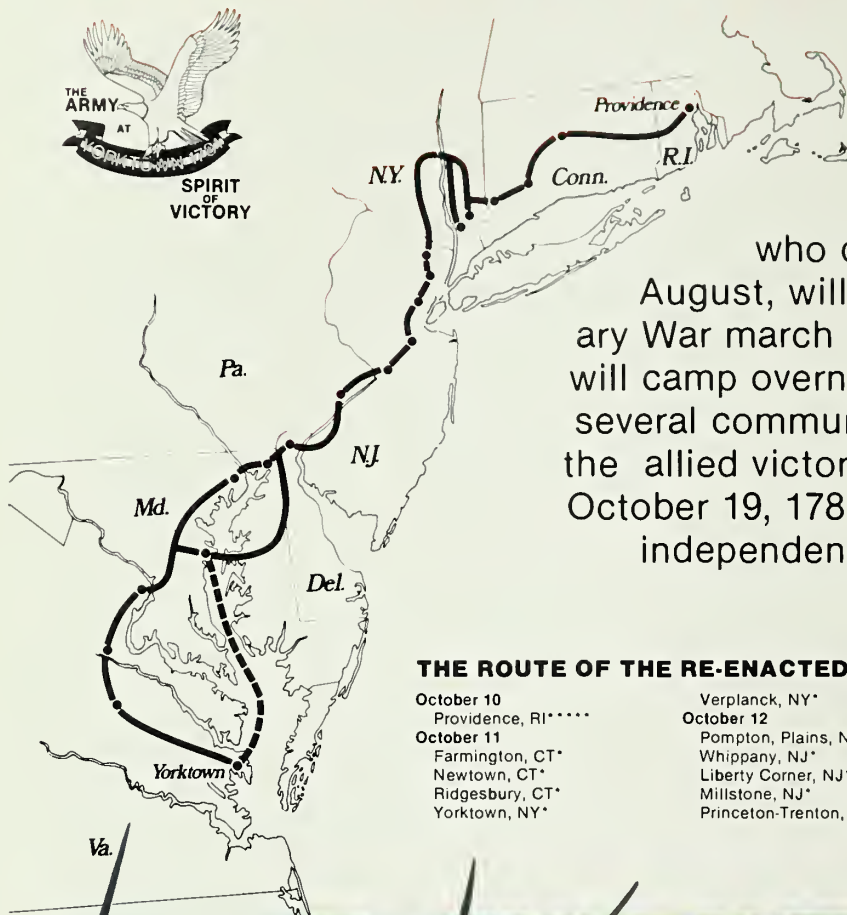 THE
ARMY
AT
YORKTOWN 1781
SPIRIT
OF
VICTORY
Providence
N.Y.
Conn.
R.I.
Pa.
N.J.
Md.
Del.
Yorktown
Va.
who
August, will
ary War march
will camp overn
several commun
the allied victor
October 19, 178
independen
THE ROUTE OF THE RE-ENACTED
October 10
Providence, RI*****
October 11
Farmington, CT*
Newtown, CT*
Ridgesbury, CT*
Yorktown, NY*
Verplanck, NY*
October 12
Pompton, Plains, N
Whippany, NJ*
Liberty Corner, NJ*
Millstone, NJ*
Princeton-Trenton,